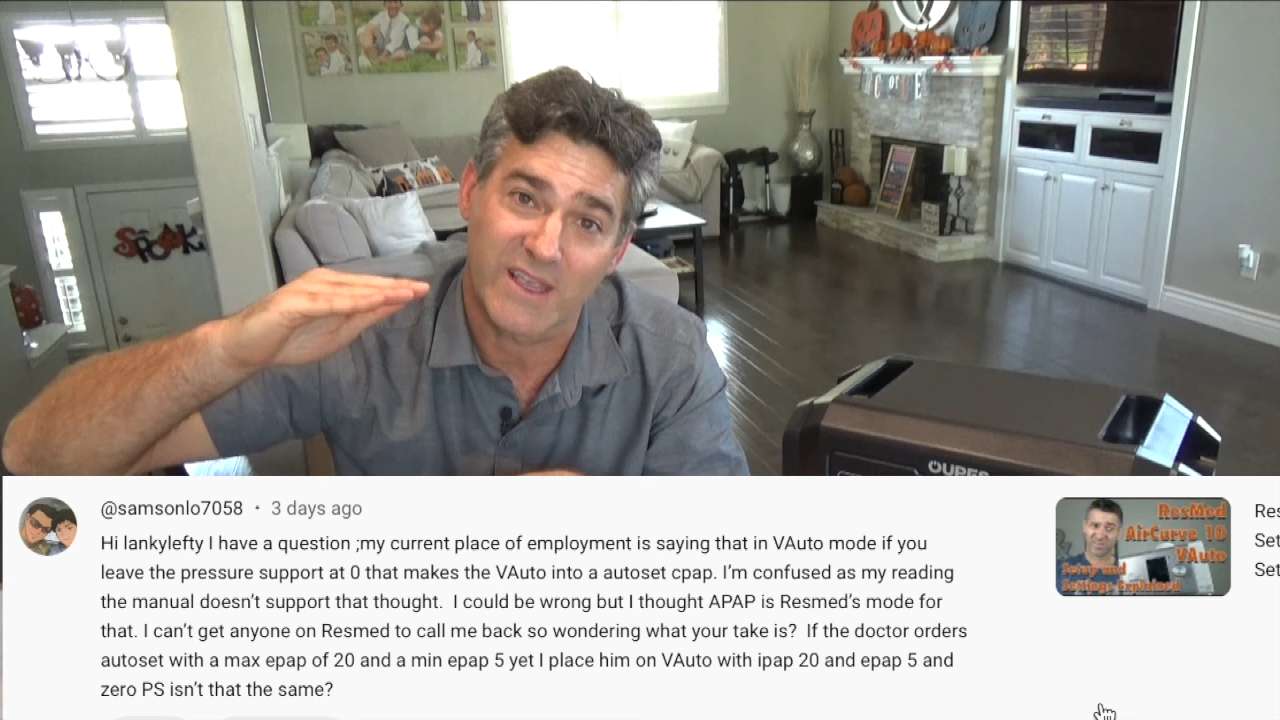 SPOOK
OUPES
@samsonlo7058 · 3 days ago
Hi lankylefty I have a question ;my current place of employment is saying that in VAuto mode if you
leave the pressure support at 0 that makes the VAuto into a autoset cpap. I'm confused as my reading
the manual doesn't support that thought.  I could be wrong but I thought APAP is Resmed's mode for
that. I can't get anyone on Resmed to call me back so wondering what your take is?  If the doctor orders
autoset with a max epap of 20 and a min epap 5 yet I place him on VAuto with ipap 20 and epap 5 and
zero PS isn't that the same?
ResMed
AirCurve 10
VAuto
Setup and
Settings Explained
Res
Set
Set